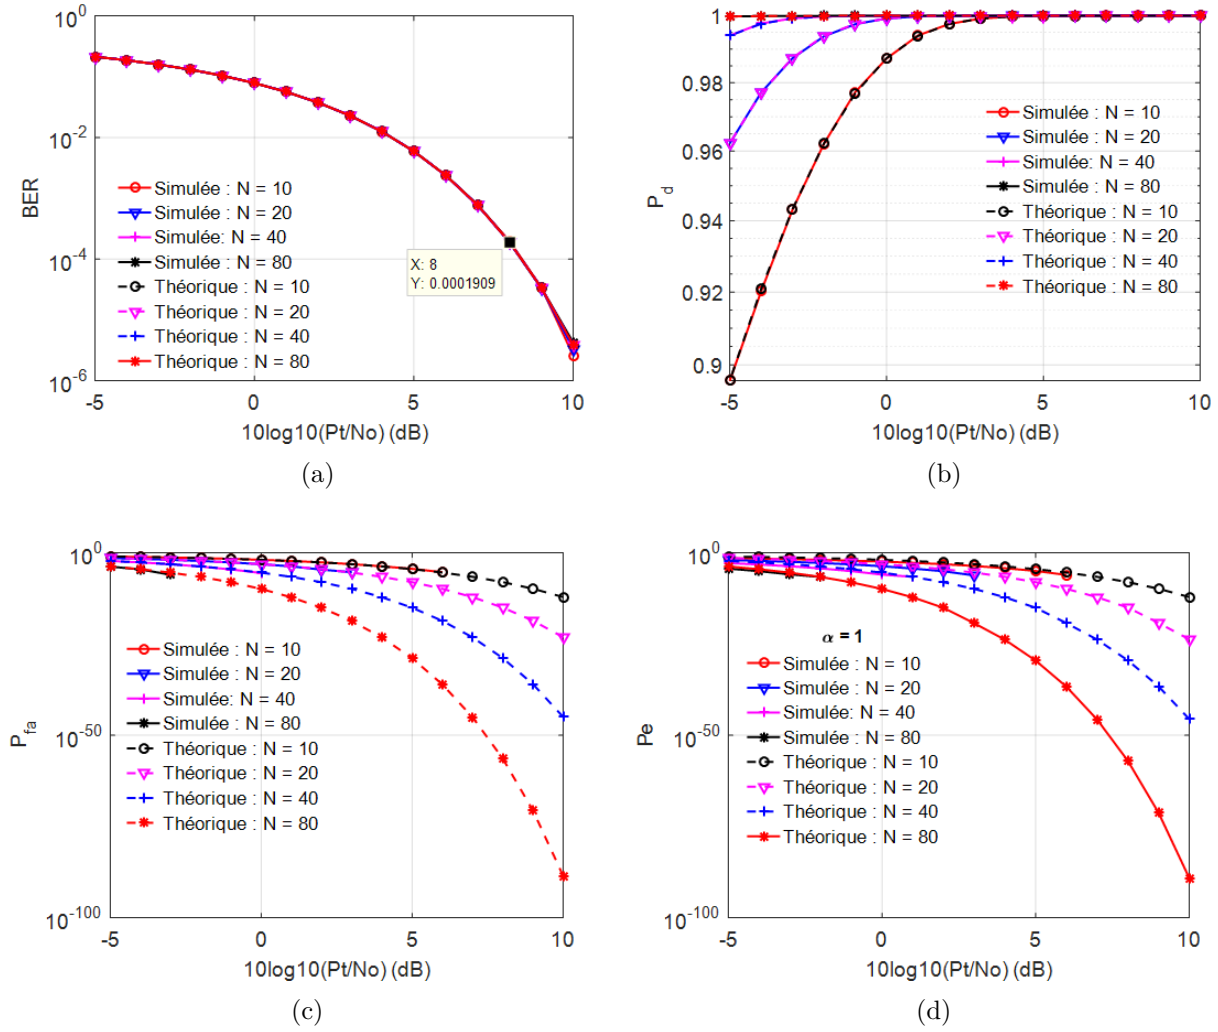 10^0
10^-2
10^-4
10^-6
BER
Simulée : N = 10
Simulée : N = 20
Simulée: N = 40
Simulée : N = 80
Théorique : N = 10
Théorique : N = 20
Théorique : N = 40
Théorique : N = 80
X: 8
Y: 0.0001909
-5 0 5 10
10log10(Pt/No) (dB)
(a)
1
0.98
0.96
0.94
0.92
0.9
P_d
Simulée : N = 10
Simulée : N = 20
Simulée: N = 40
Simulée : N = 80
Théorique : N = 10
Théorique : N = 20
Théorique : N = 40
Théorique : N = 80
-5 0 5 10
10log10(Pt/No) (dB)
(b)
10^0
10^-50
10^-100
P_fa
Simulée : N = 10
Simulée : N = 20
Simulée: N = 40
Simulée : N = 80
Théorique : N = 10
Théorique : N = 20
Théorique : N = 40
Théorique : N = 80
-5 0 5 10
10log10(Pt/No) (dB)
(c)
10^0
10^-50
10^-100
Pe
α = 1
Simulée : N = 10
Simulée : N = 20
Simulée: N = 40
Simulée : N = 80
Théorique : N = 10
Théorique : N = 20
Théorique : N = 40
Théorique : N = 80
-5 0 5 10
10log10(Pt/No) (dB)
(d)